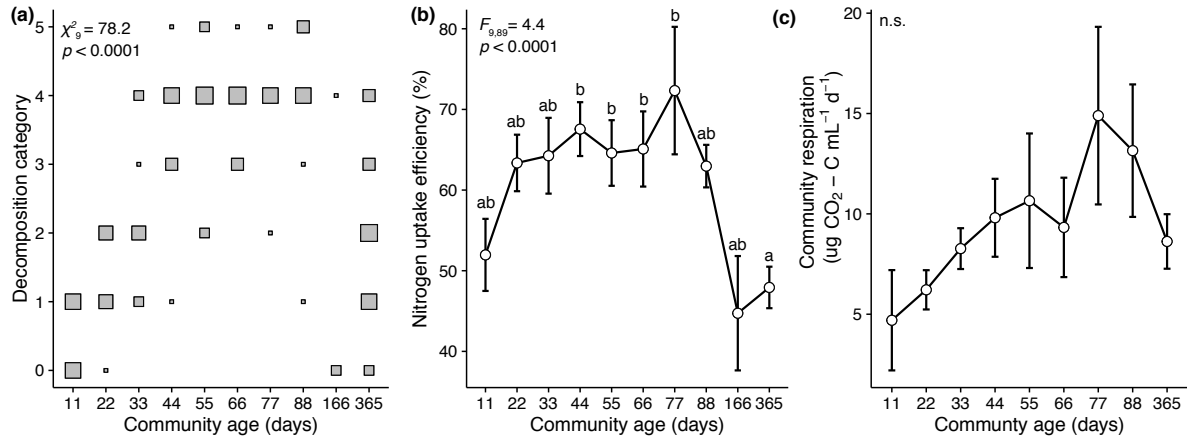 (a)
χ²₉ = 78.2
p < 0.0001
Decomposition category
5
4
3
2
1
0
11 22 33 44 55 66 77 88 166 365
Community age (days)
(b)
F₉,₈₉ = 4.4
p < 0.0001
Nitrogen uptake efficiency (%)
80
70
60
50
40
ab ab ab b b b b ab ab a
11 22 33 44 55 66 77 88 166 365
Community age (days)
(c)
n.s.
Community respiration
(ug CO₂ – C mL⁻¹ d⁻¹)
20
15
10
5
11 22 33 44 55 66 77 88 365
Community age (days)